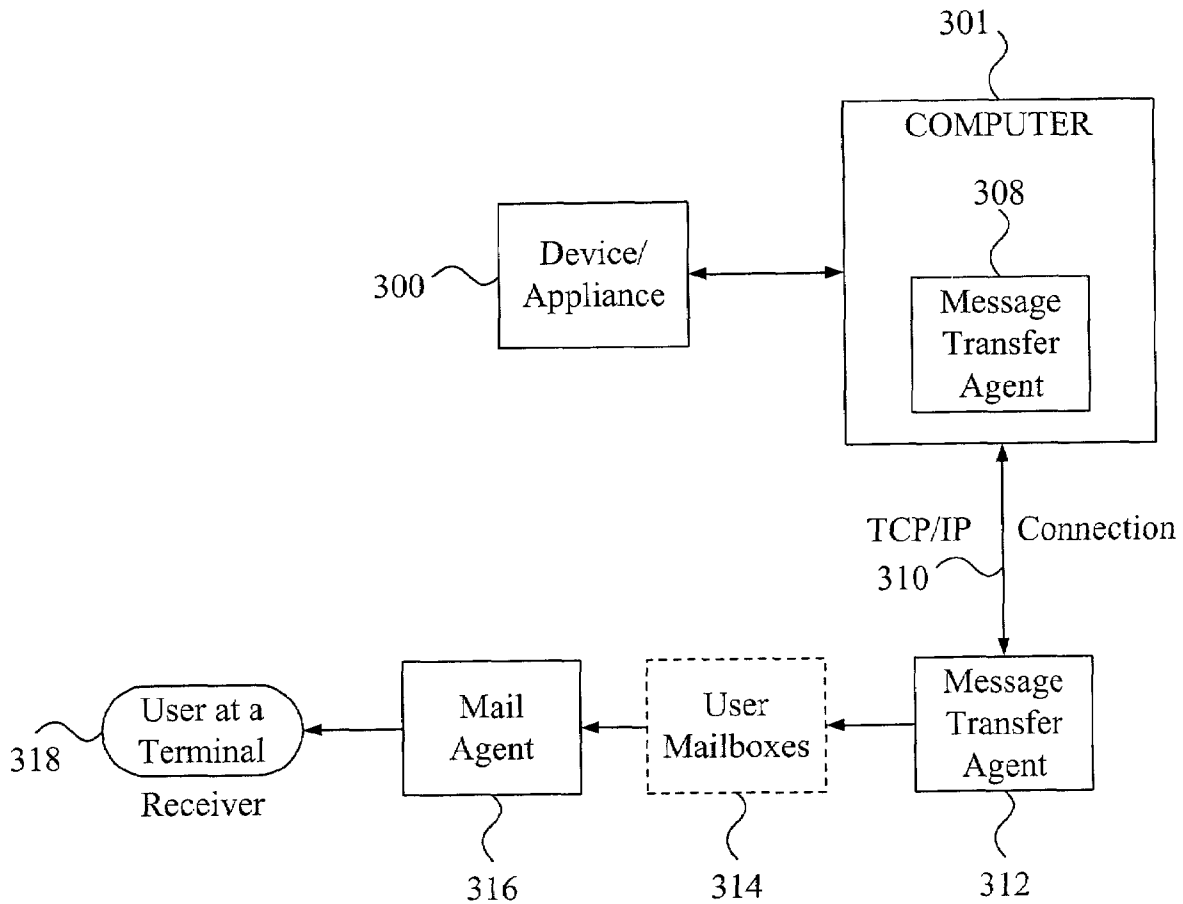 301
COMPUTER
308
Message
Transfer
Agent
300
Device/
Appliance
TCP/IP Connection
310
User at a
Terminal
318
Receiver
Mail
Agent
316
User
Mailboxes
314
Message
Transfer
Agent
312